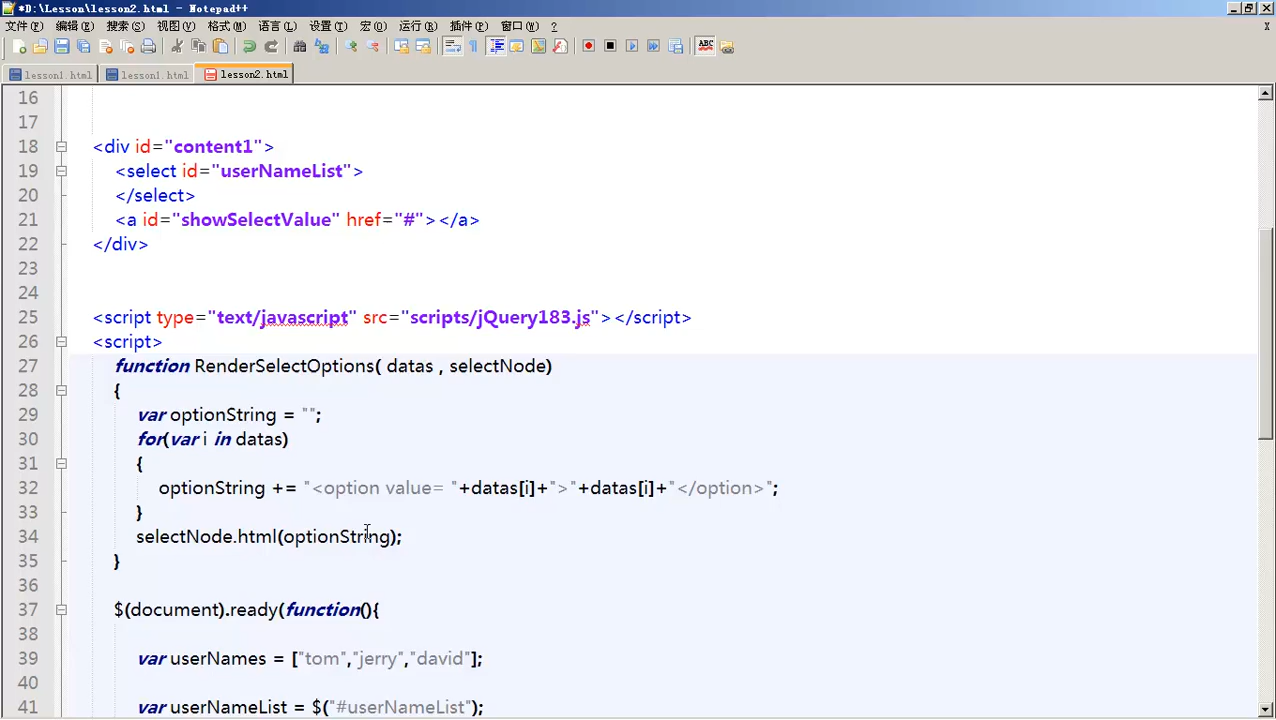 *D:\Lesson\lesson2.html - Notepad++
文件(F) 编辑(E) 搜索(S) 视图(V) 格式(M) 语言(L) 设置(T) 宏(O) 运行(R) 插件(P) 窗口(W) ? X
lesson1.html lesson1.html lesson2.html
16
17
18 <div id="content1">
19 <select id="userNameList">
20 </select>
21 <a id="showSelectValue" href="#"></a>
22 </div>
23
24
25 <script type="text/javascript" src="scripts/jQuery183.js"></script>
26 <script>
27 function RenderSelectOptions( datas , selectNode)
28 {
29 var optionString = "";
30 for(var i in datas)
31 {
32 optionString += "<option value= "+datas[i]+">"+datas[i]+"</option>";
33 }
34 selectNode.html(optionString);
35 }
36
37 $(document).ready(function(){
38
39 var userNames = ["tom","jerry","david"];
40
41 var userNameList = $("#userNameList");